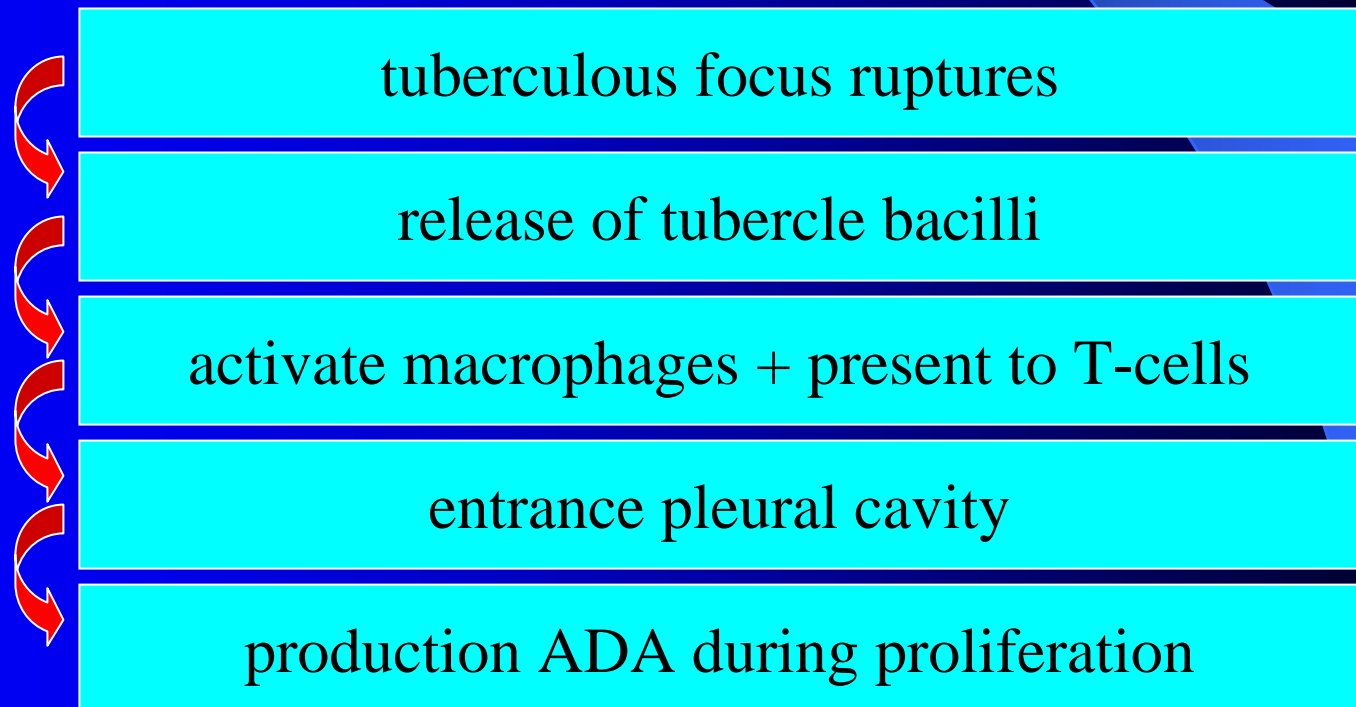 tuberculous focus ruptures
release of tubercle bacilli
activate macrophages + present to T-cells
entrance pleural cavity
production ADA during proliferation